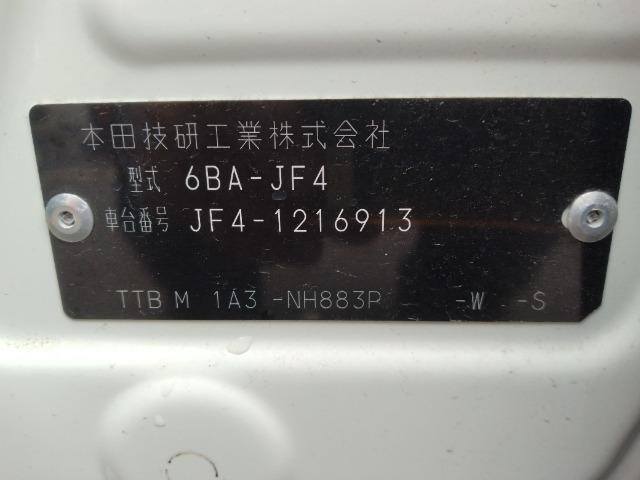 本田技研工業株式会社
型式 6BA-JF4
車台番号 JF4-1216913
TTB M 1A3 -NH883P -W -S